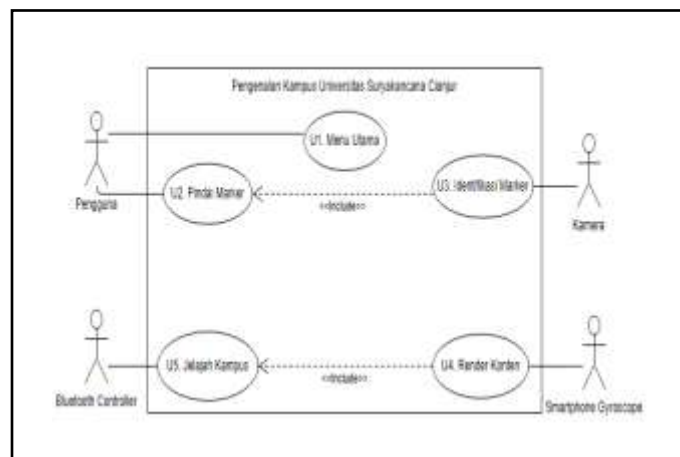 Pengenalan Kampus Universitas Suryakancana Cianjur
U1. Menu Utama
U2. Pindai Marker
<<Include>>
U3. Identifikasi Marker
Pengguna
Kamera
U5. Jelajah Kampus
<<Include>>
U4. Render Konten
Bluetooth Controller
Smartphone Gyroscope